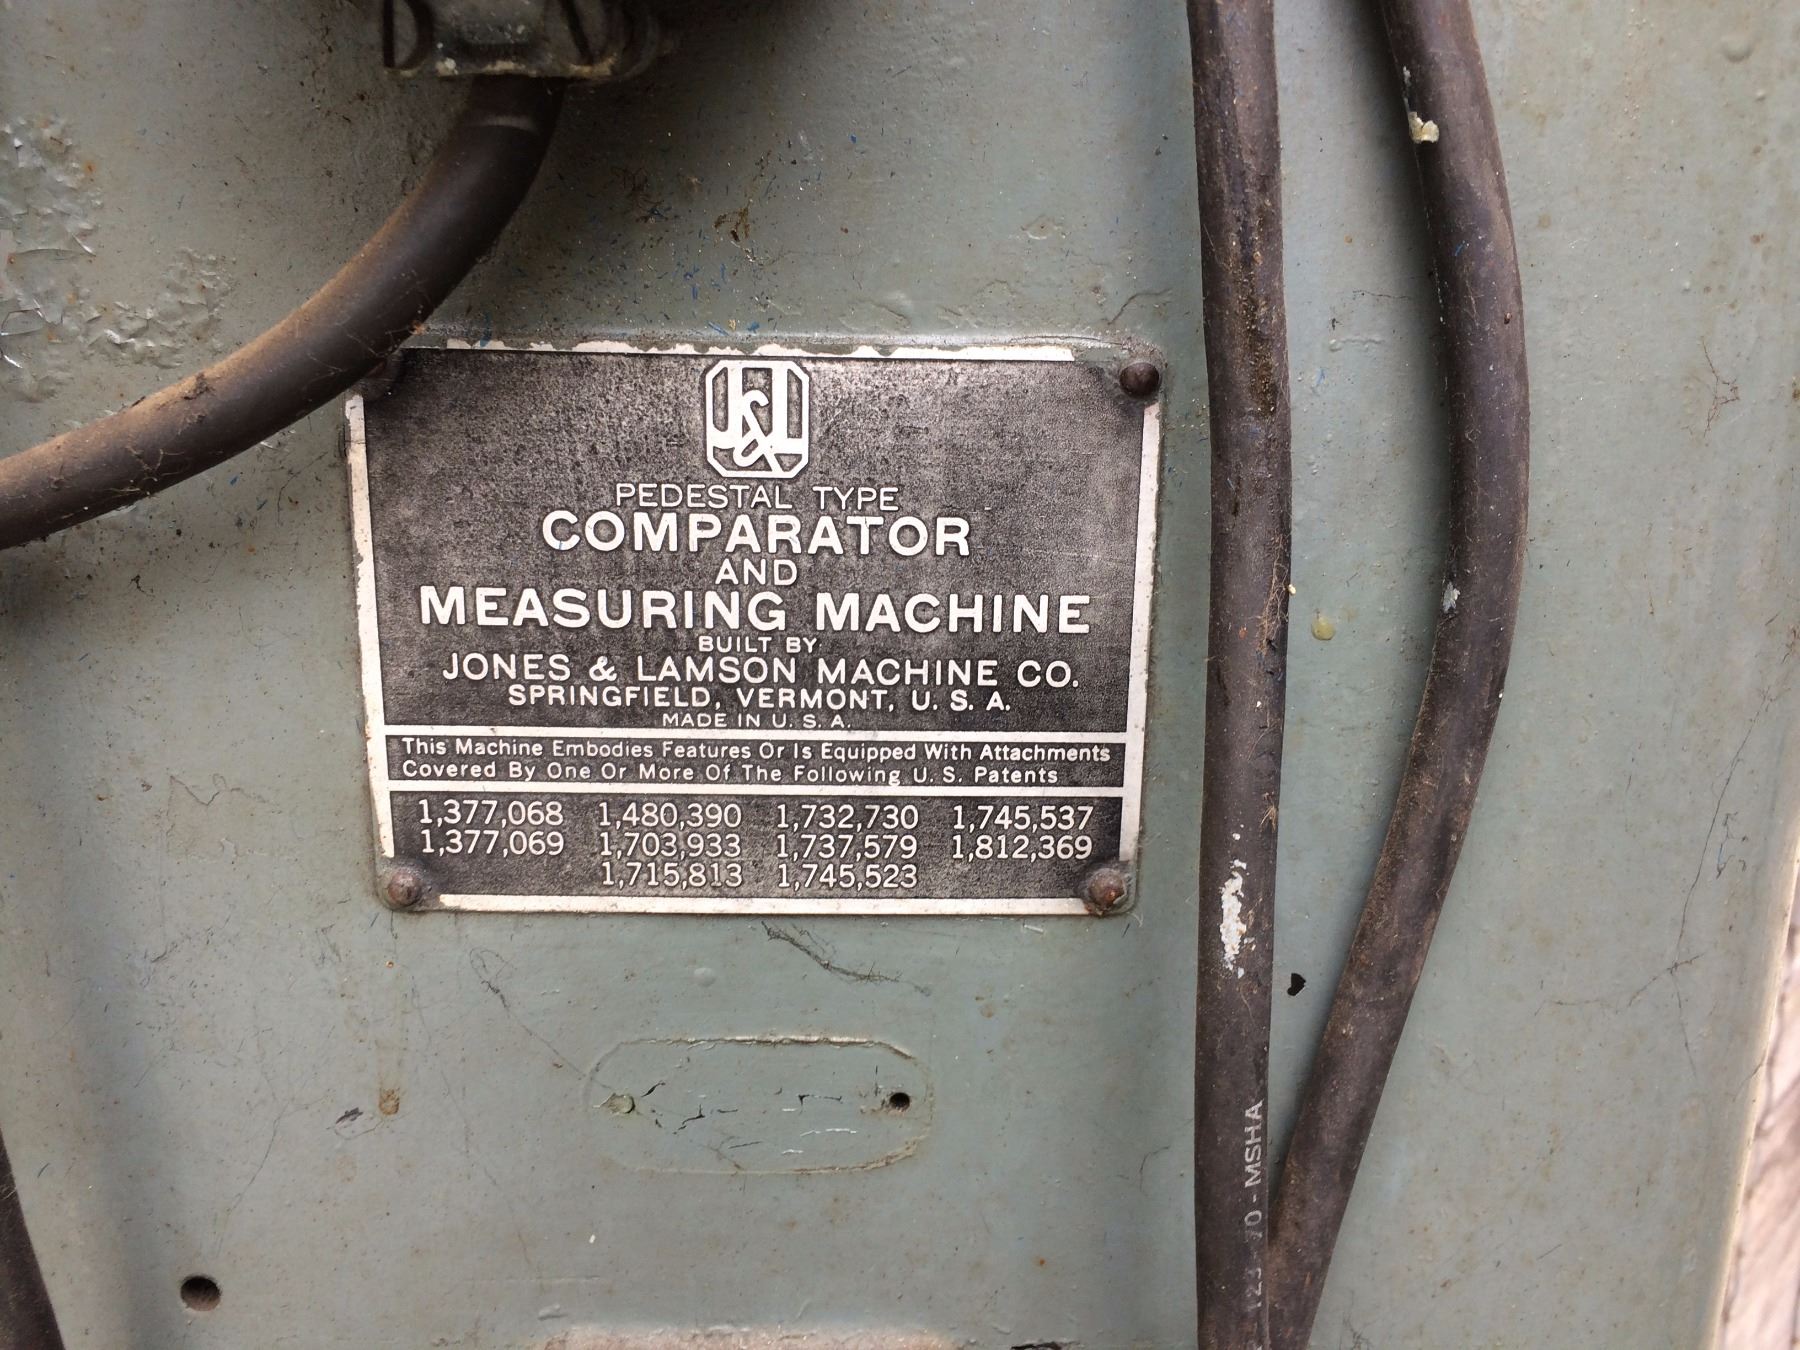 J&L
PEDESTAL TYPE
COMPARATOR
AND
MEASURING MACHINE
BUILT BY
JONES & LAMSON MACHINE CO.
SPRINGFIELD, VERMONT, U. S. A.
MADE IN U. S. A.
This Machine Embodies Features Or Is Equipped With Attachments
Covered By One Or More Of The Following U. S. Patents
1,377,068 1,480,390 1,732,730 1,745,537
1,377,069 1,703,933 1,737,579 1,812,369
1,715,813 1,745,523
MSHA